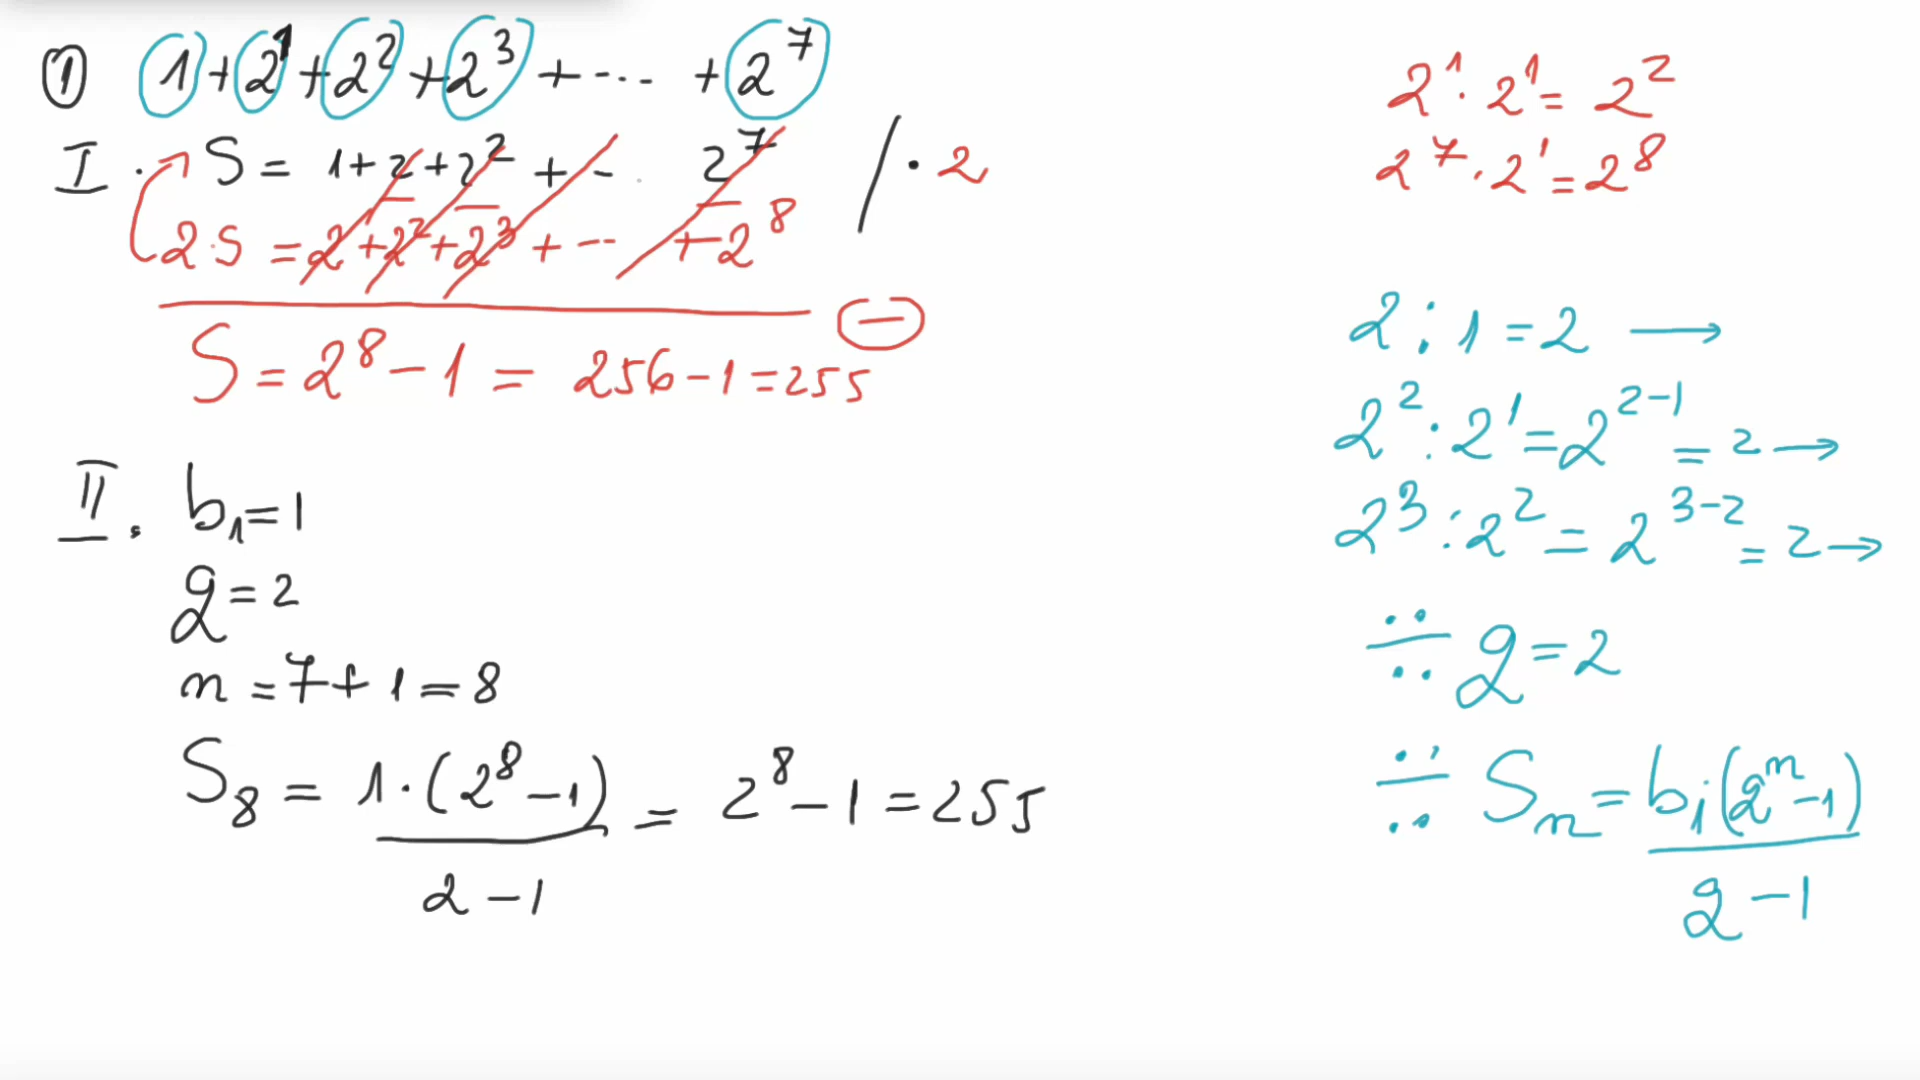 ① 1+2¹+2²+2³+--- +2⁷
I. S = 1+2+2²+-. 2⁷ /·2
2·S = 2+2²+2³+--- +2⁸
S = 2⁸-1 = 256-1=255
II. b₁=1
q=2
n=7+1=8
S₈ = 1·(2⁸-1)/2-1 = 2⁸-1=255
2¹·2¹=2²
2⁷·2¹=2⁸
2:1=2 →
2²:2¹=2²⁻¹=2→
2³:2²=2³⁻²=2→
÷ q=2
÷ Sₙ=b₁(qⁿ-1)/q-1